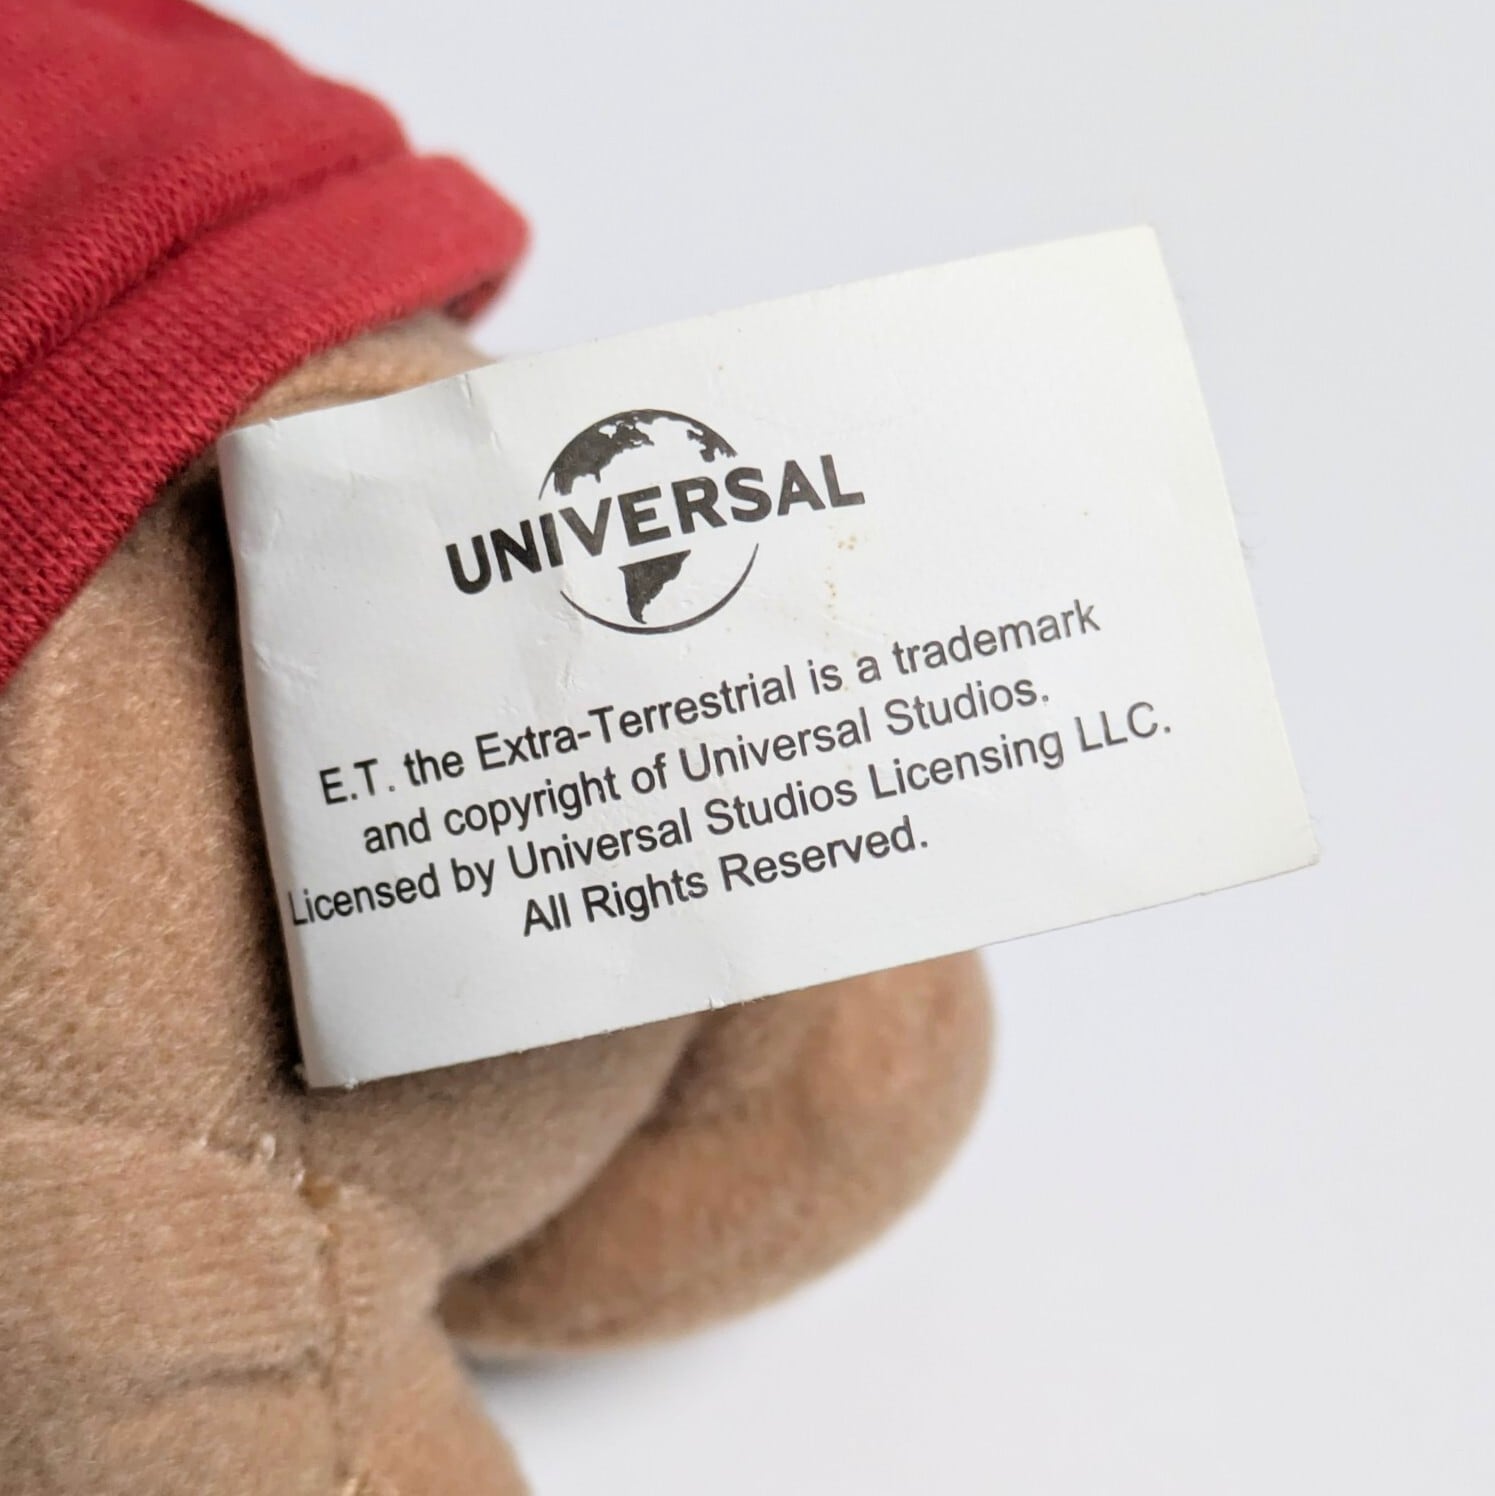 UNIVERSAL
E.T. the Extra-Terrestrial is a trademark
and copyright of Universal Studios.
Licensed by Universal Studios Licensing LLC.
All Rights Reserved.